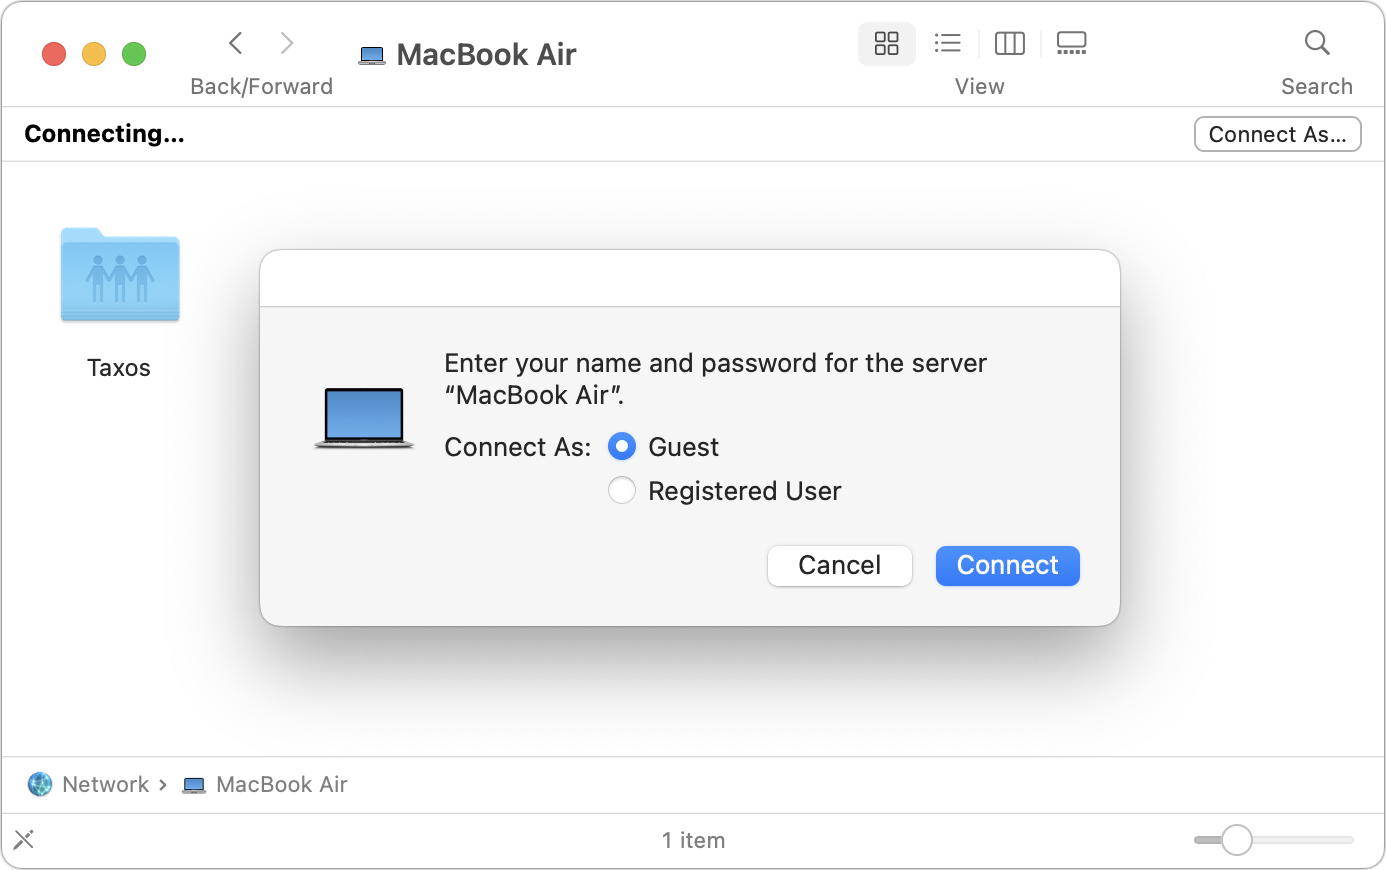 MacBook Air
Back/Forward
View
Search
Connecting...
Connect As...
Taxos
Enter your name and password for the server
“MacBook Air”.
Connect As: Guest
Registered User
Cancel Connect
Network › MacBook Air
1 item